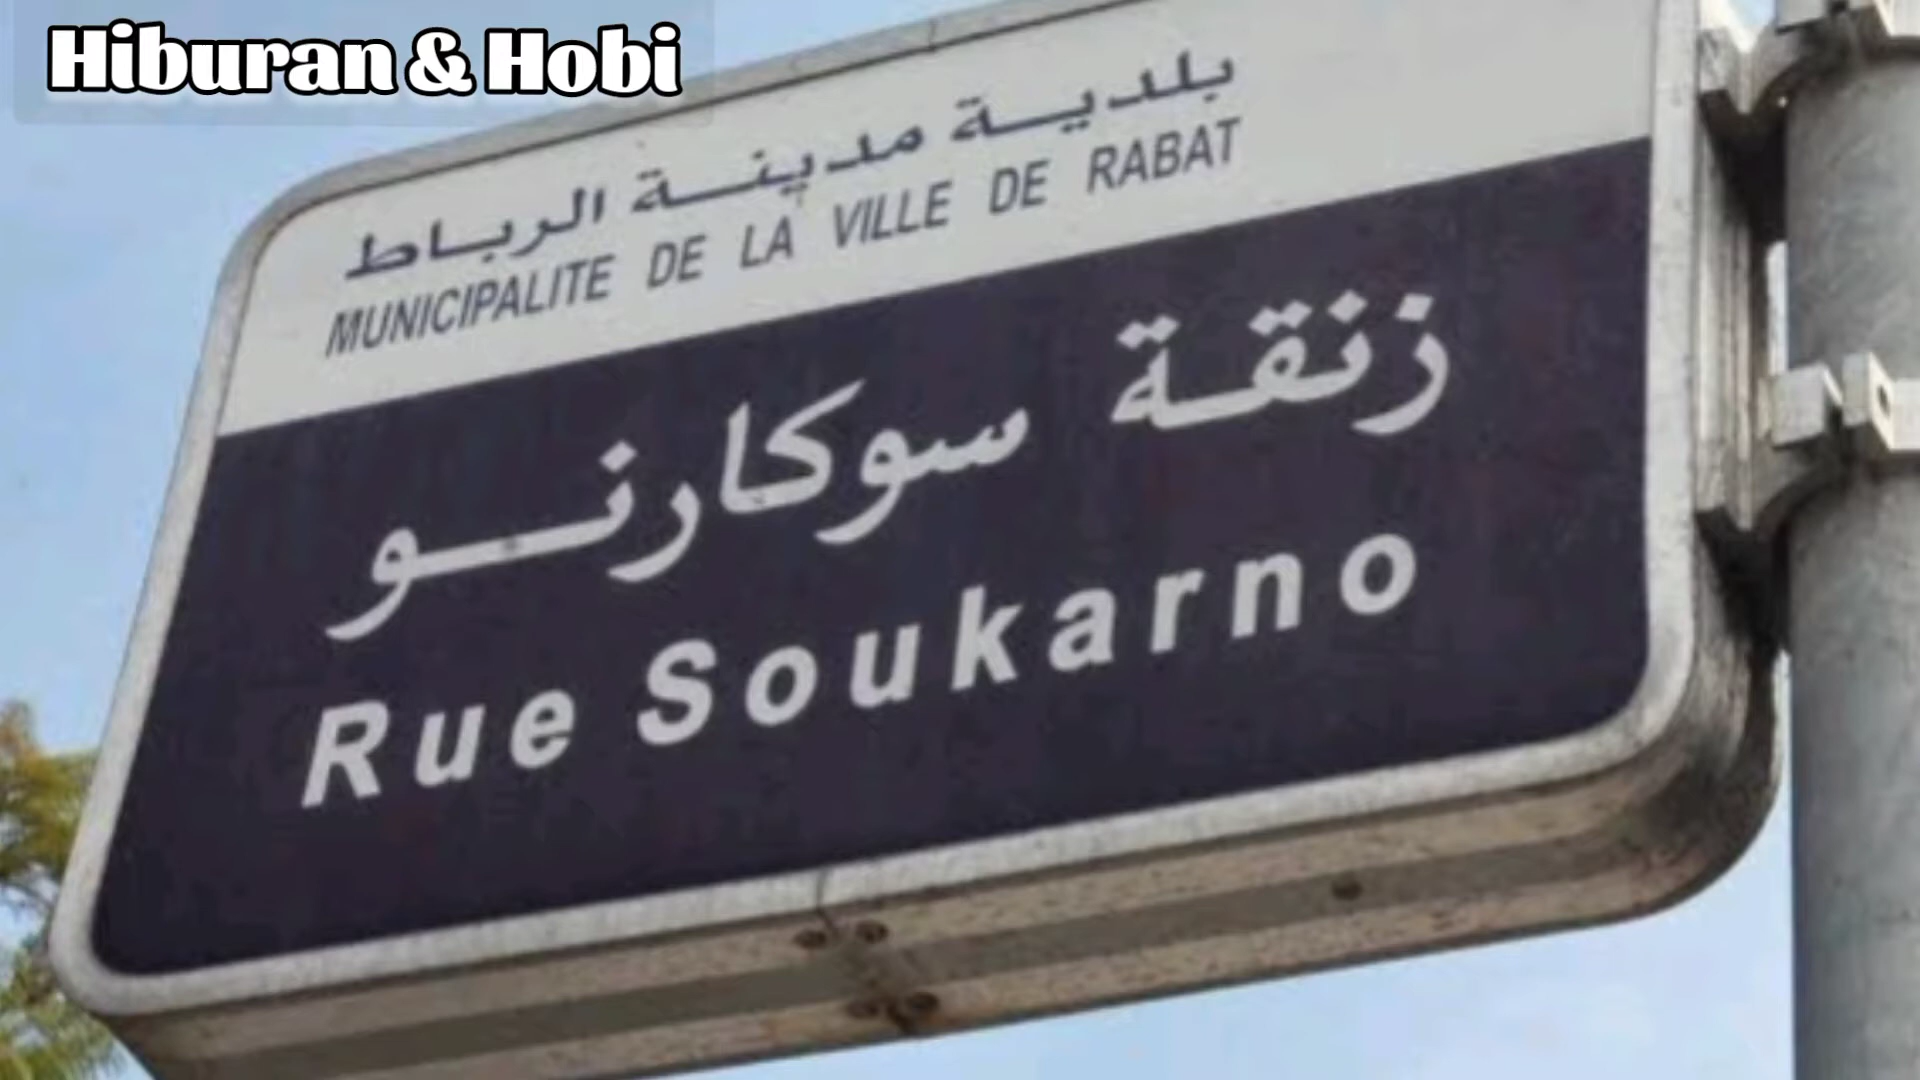 Hiburan & Hobi
بلدية مدينة الرباط
MUNICIPALITE DE LA VILLE DE RABAT
زنقة سوكارنو
Rue Soukarno